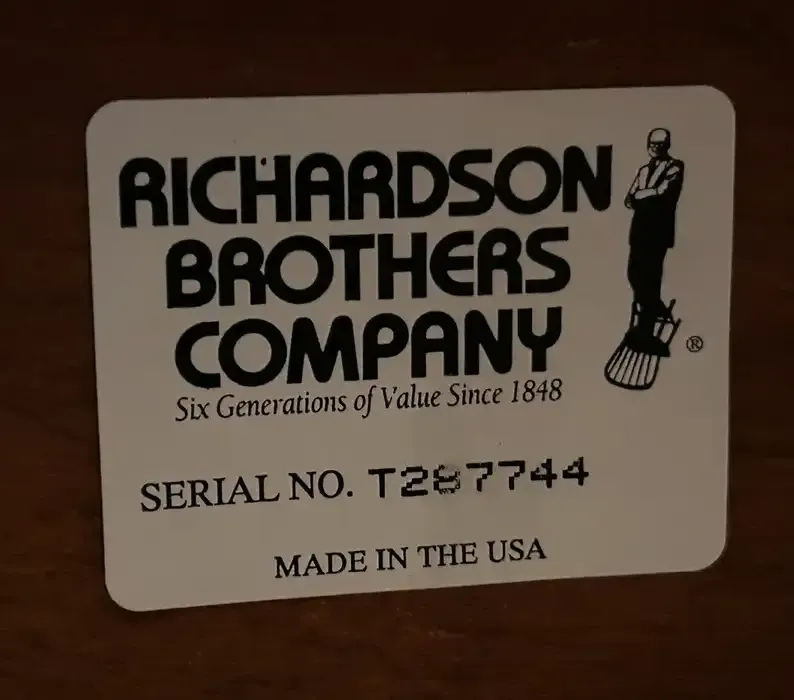 RICHARDSON
BROTHERS
COMPANY
®
Six Generations of Value Since 1848
SERIAL NO. T287744
MADE IN THE USA